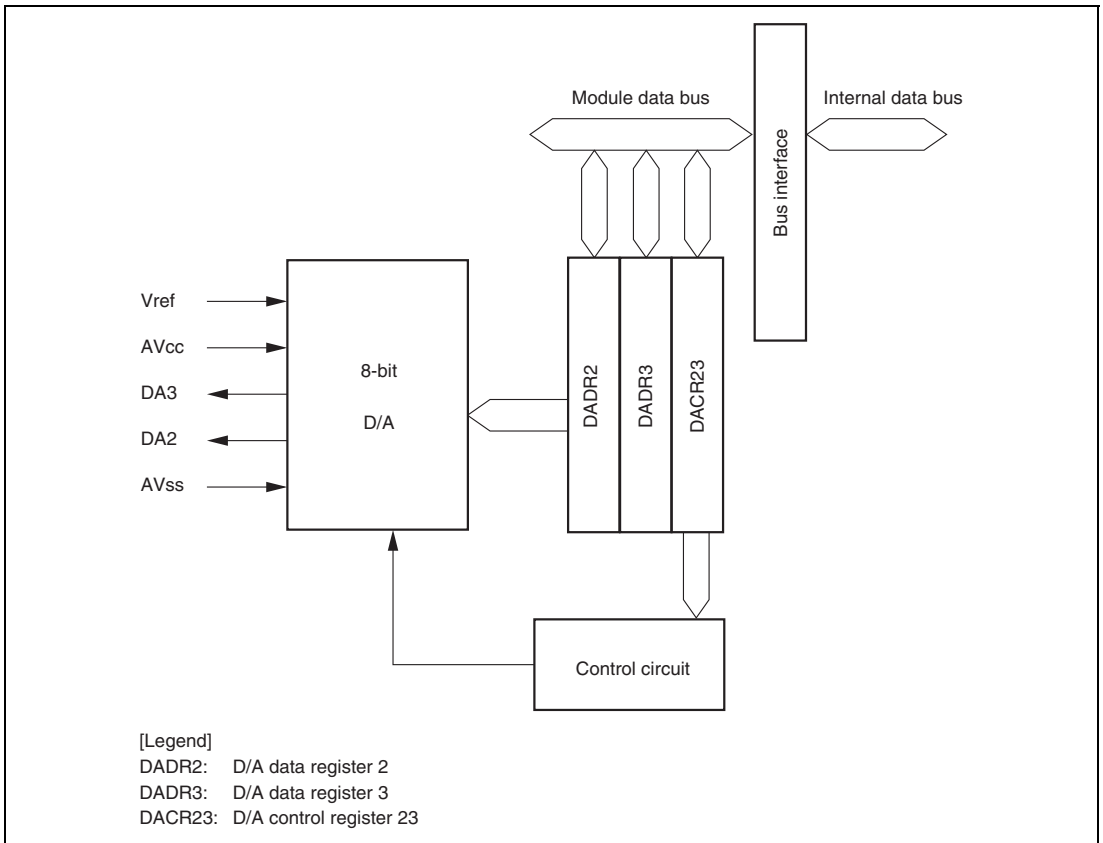 Module data bus
Internal data bus
Bus interface
Vref
AVcc
DA3
DA2
AVss
8-bit
D/A
DADR2
DADR3
DACR23
Control circuit
[Legend]
DADR2: D/A data register 2
DADR3: D/A data register 3
DACR23: D/A control register 23